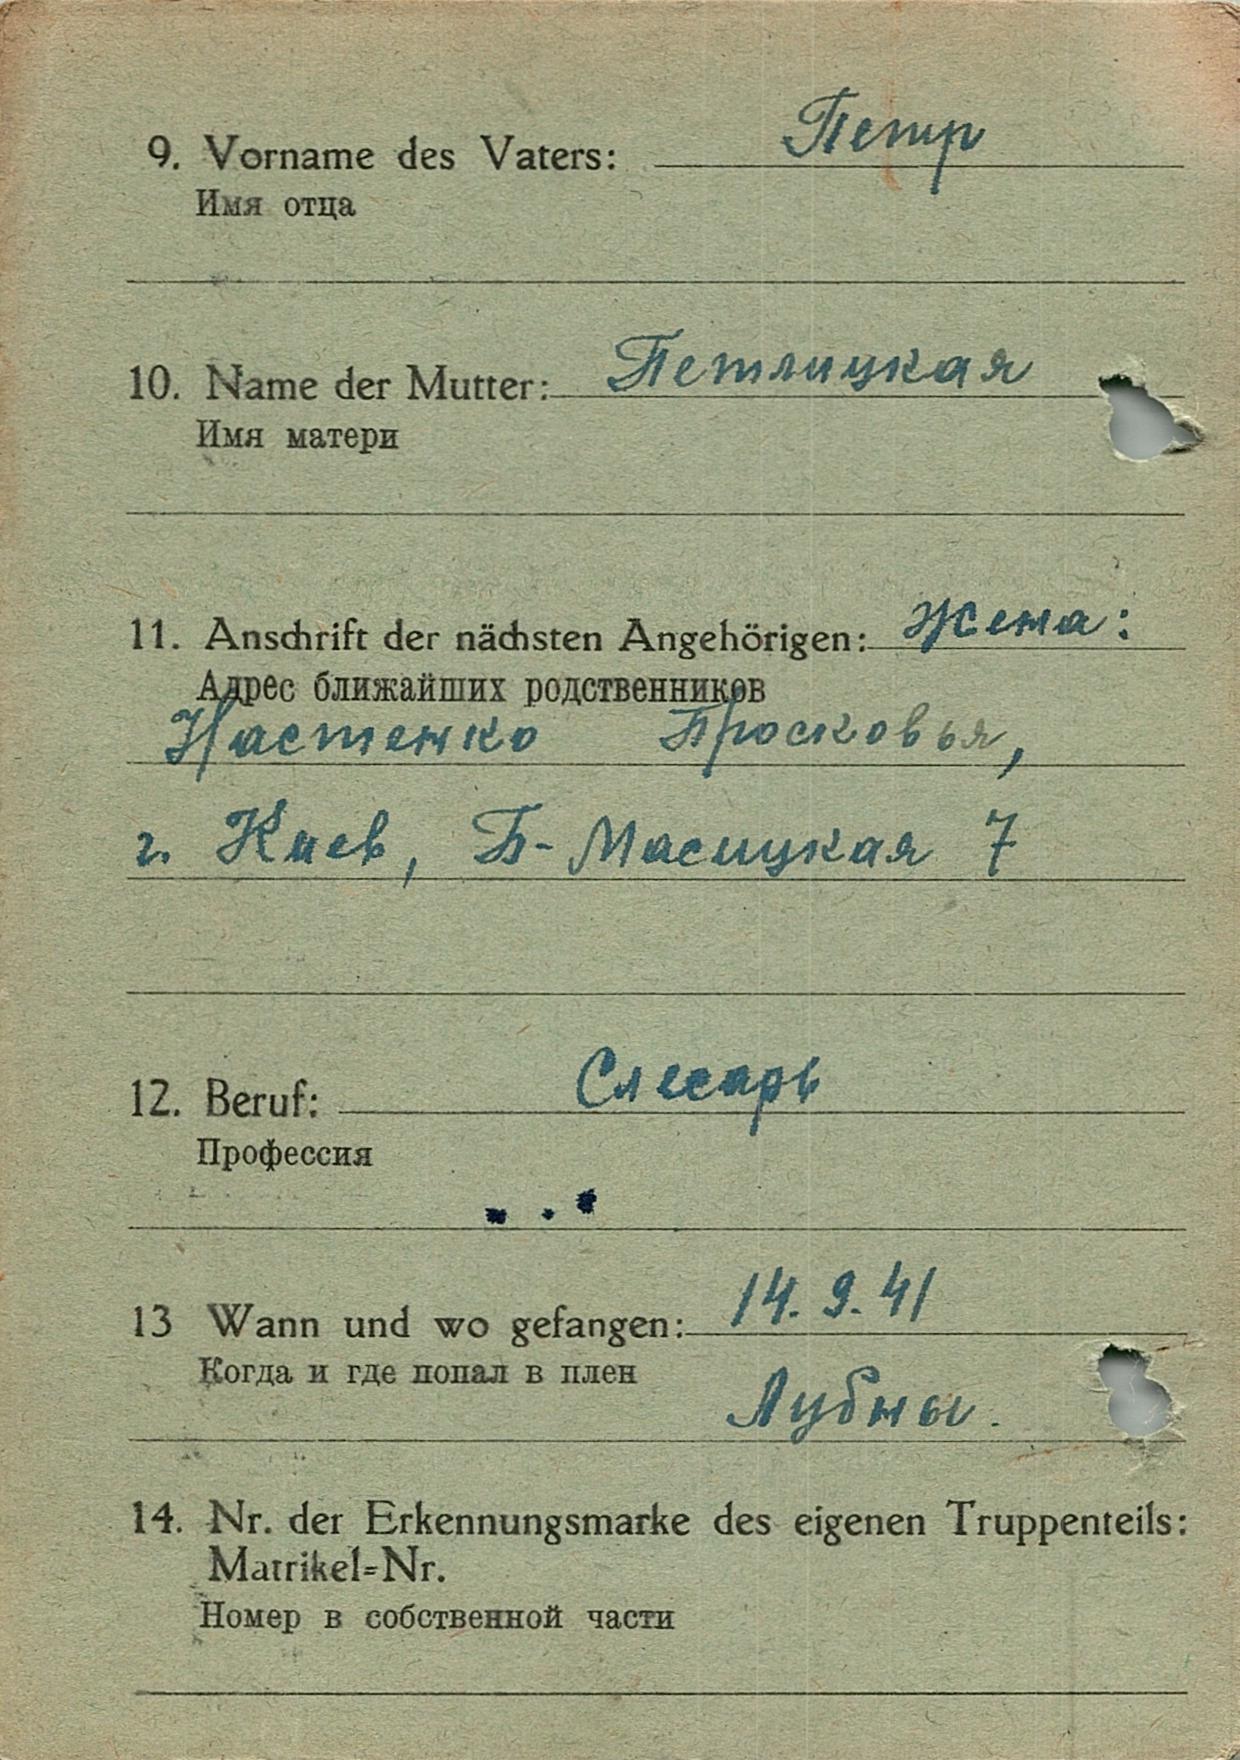 9. Vorname des Vaters: Петр
Имя отца
10. Name der Mutter: Петлицкая
Имя матери
11. Anschrift der nächsten Angehörigen: Жена:
Адрес ближайших родственников
Настенко Просковья,
г. Киев, Б-Масицкая 7
12. Beruf: Слесарь
Профессия
13 Wann und wo gefangen: 14.9.41
Когда и где попал в плен
Лубны.
14. Nr. der Erkennungsmarke des eigenen Truppenteils:
Matrikel=Nr.
Номер в собственной части